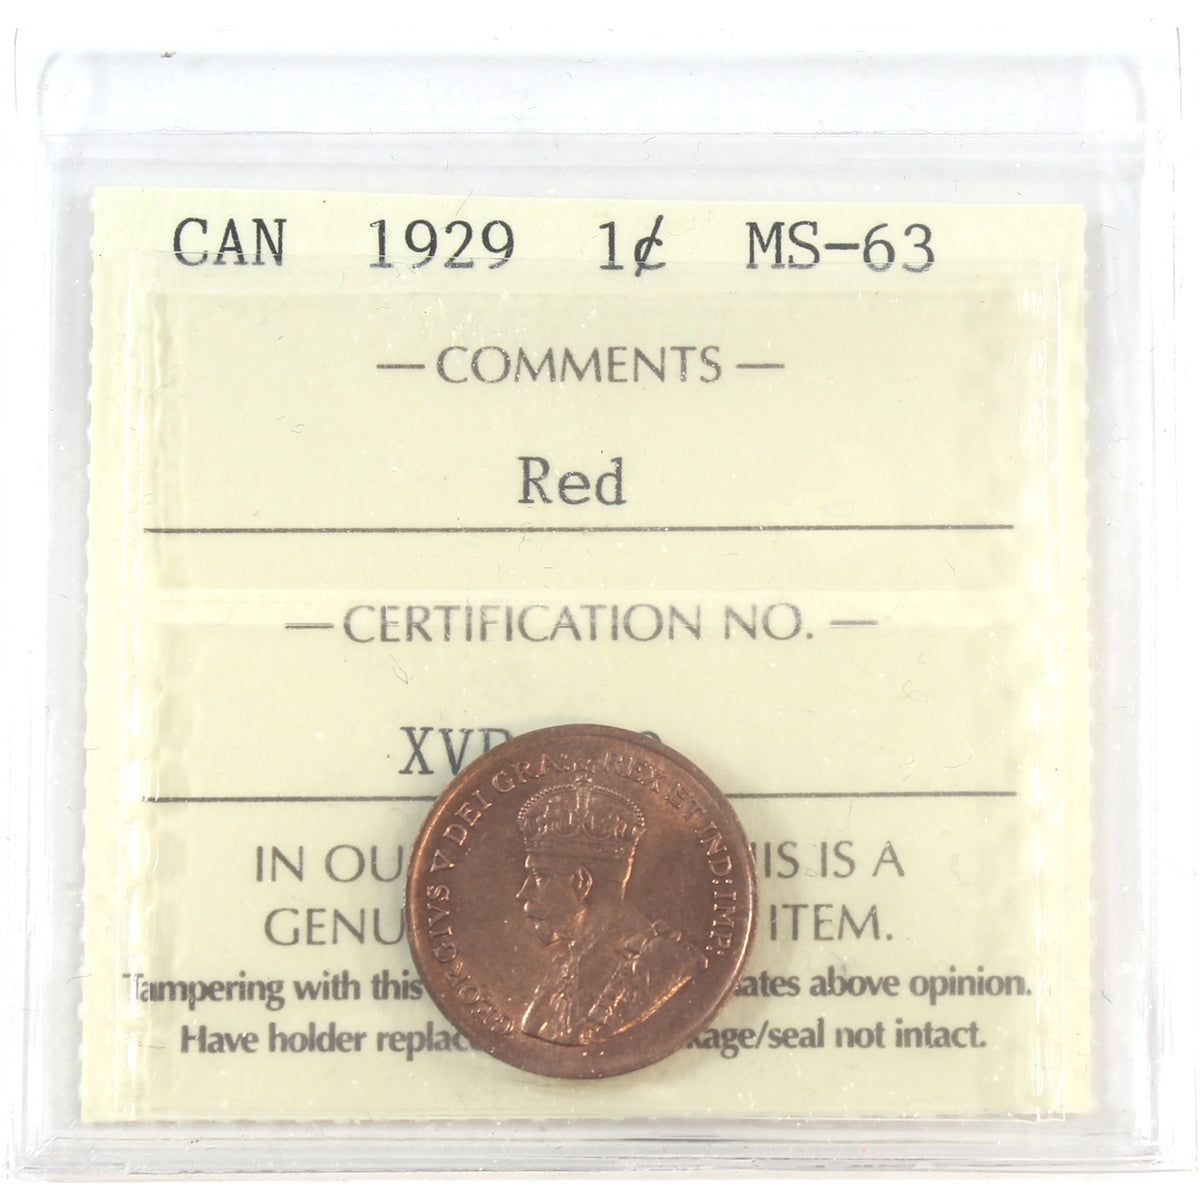 CAN 1929 1¢ MS-63
— COMMENTS —
Red
— CERTIFICATION NO. —
XV
IN OU IS IS A
GENU ITEM.
Tampering with this ates above opinion.
Have holder replac kage/seal not intact.
GEORGIVS V DEI GRA: REX ET IND: IMP: